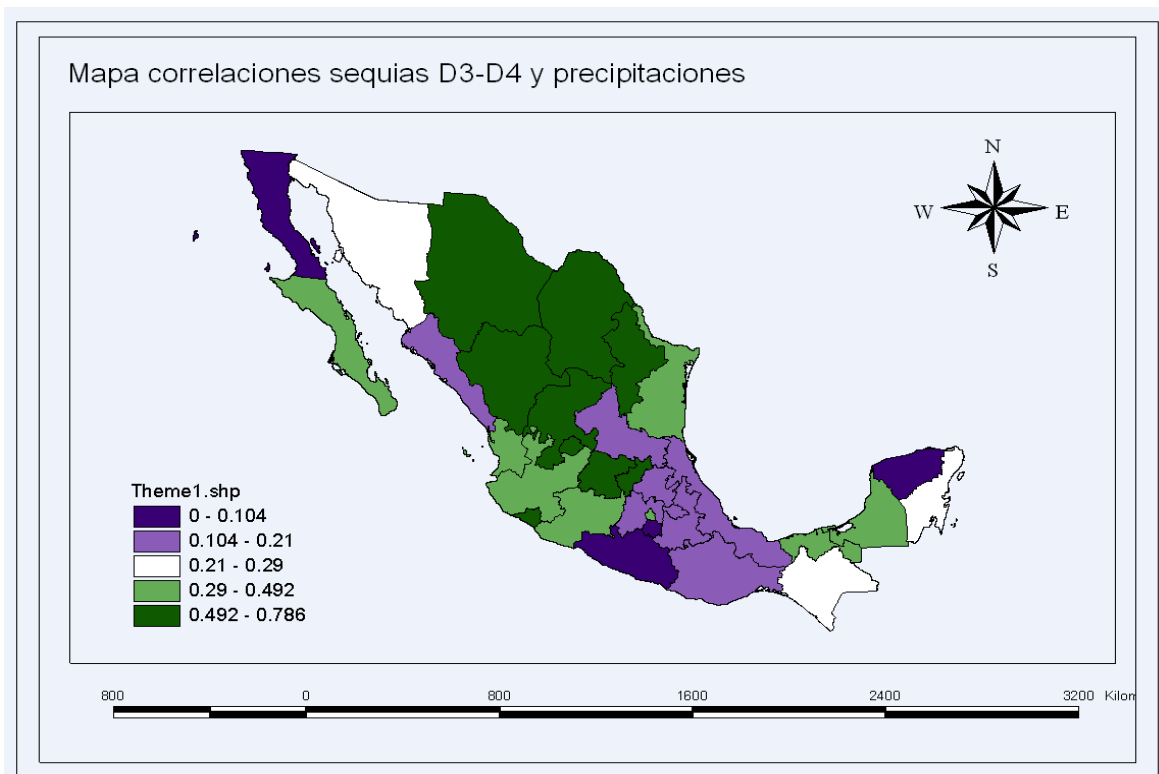 Mapa correlaciones sequias D3-D4 y precipitaciones
N
W E
S
Theme1.shp
0 - 0.104
0.104 - 0.21
0.21 - 0.29
0.29 - 0.492
0.492 - 0.786
800 0 800 1600 2400 3200 Kilom